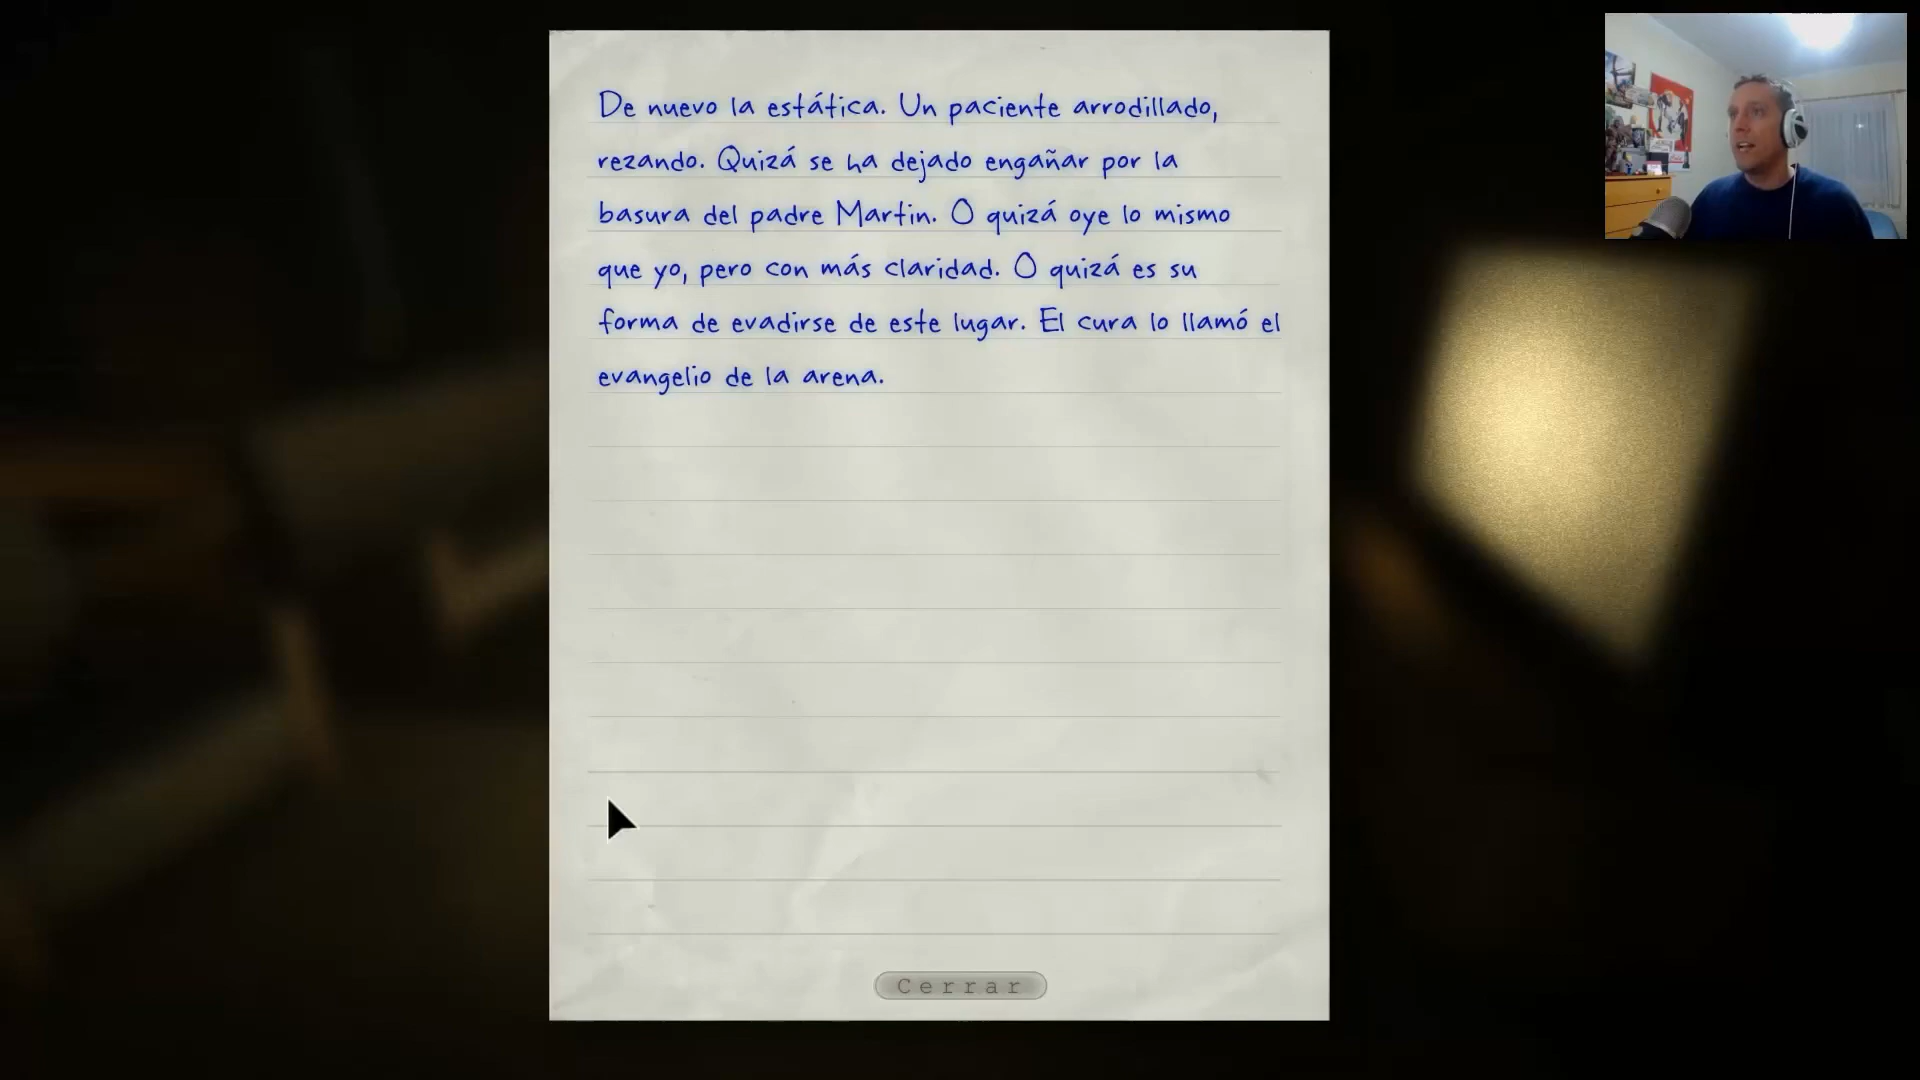 De nuevo la estática. Un paciente arrodillado,
rezando. Quizá se ha dejado engañar por la
basura del padre Martin. O quizá oye lo mismo
que yo, pero con más claridad. O quizá es su
forma de evadirse de este lugar. El cura lo llamó el
evangelio de la arena.
Cerrar